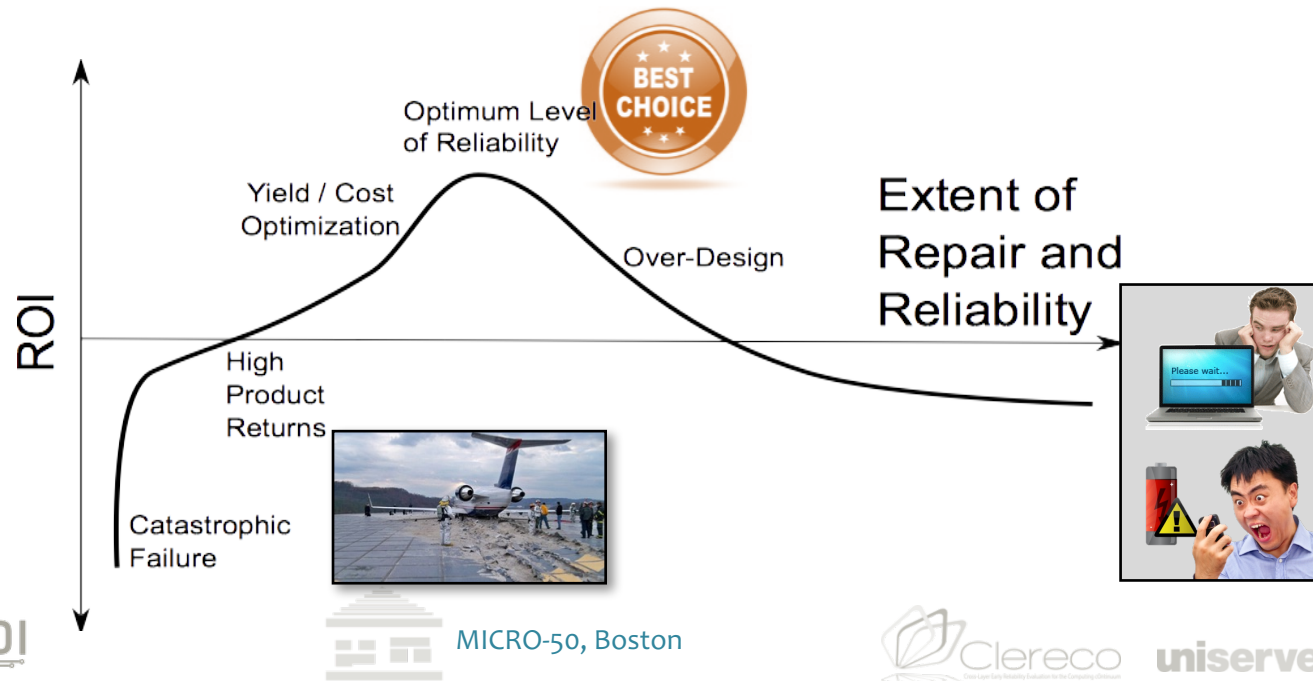 BEST
CHOICE
Optimum Level
of Reliability
Yield / Cost
Optimization
Extent of
Repair and
Reliability
Over-Design
ROI
High
Product
Returns
Please wait...
Catastrophic
Failure
MICRO-50, Boston
Clereco
uniserve